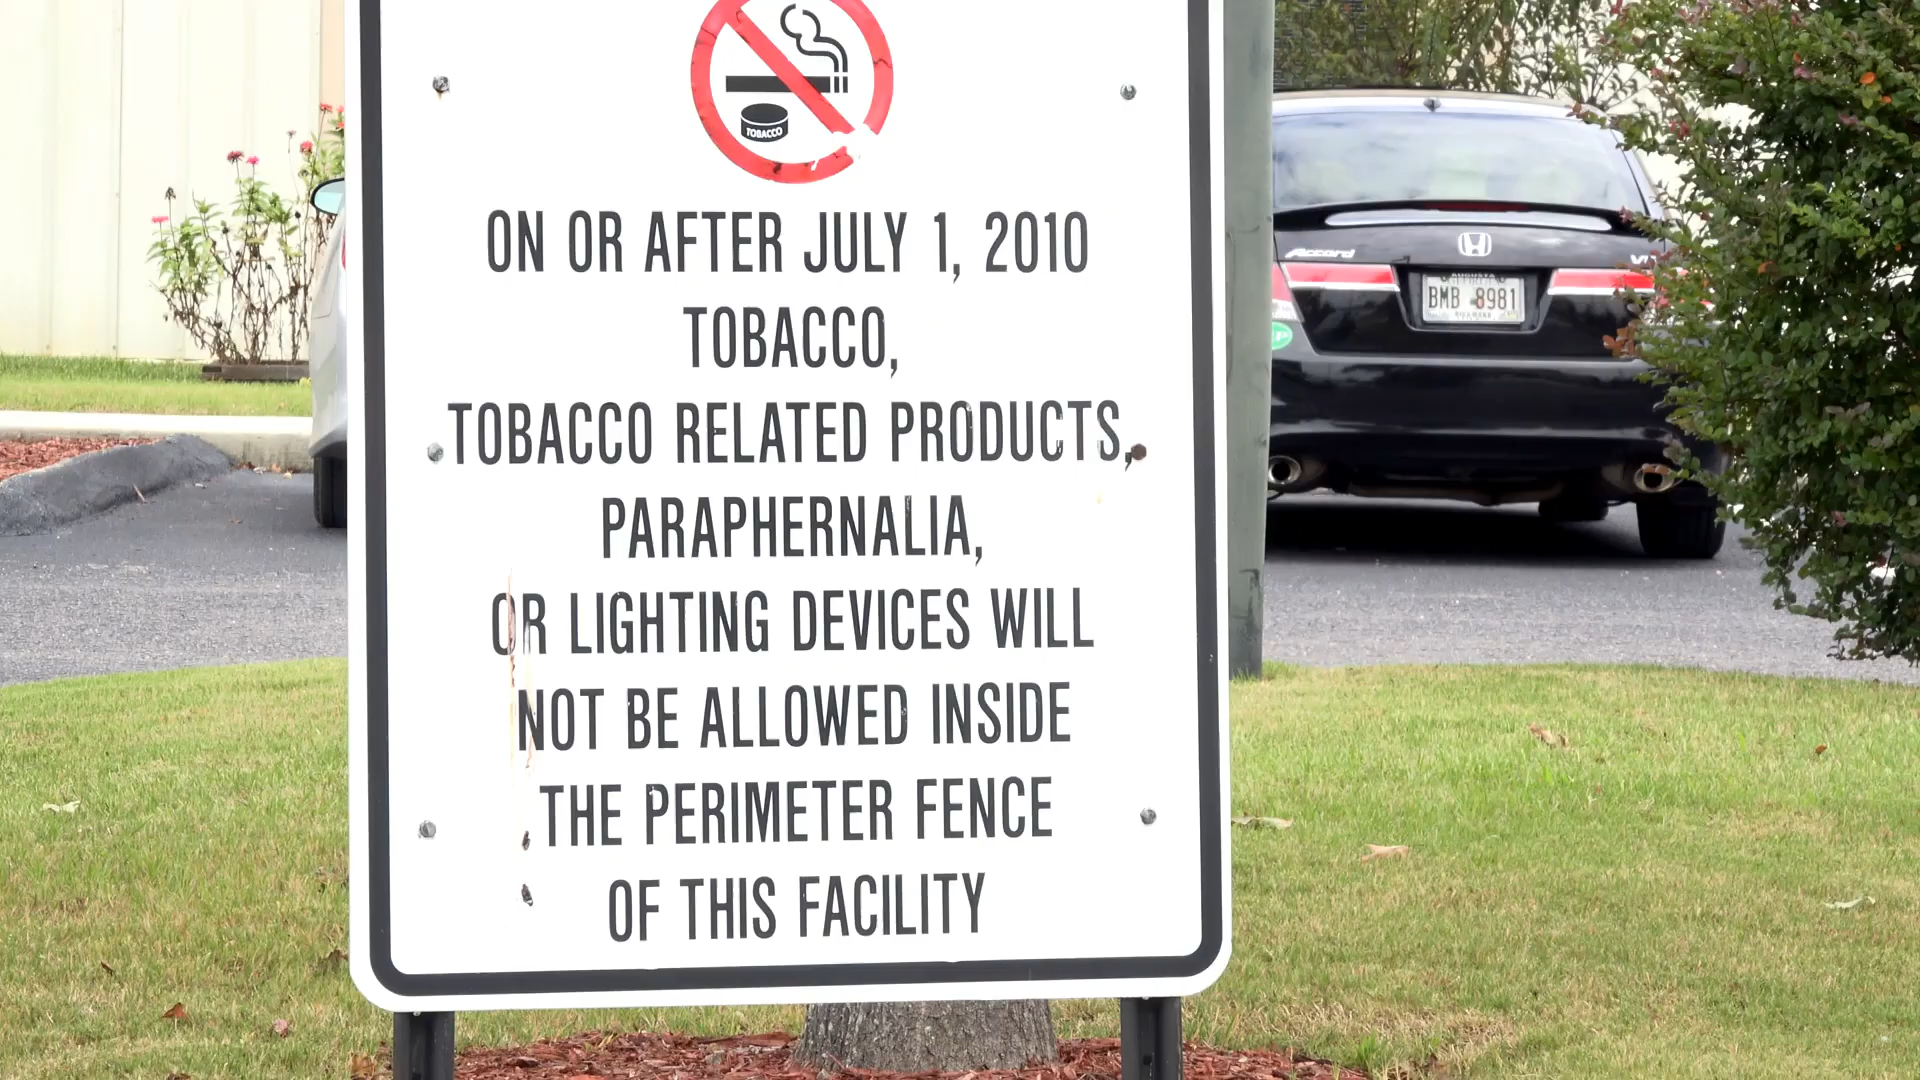 TOBACCO
ON OR AFTER JULY 1, 2010
TOBACCO,
TOBACCO RELATED PRODUCTS,
PARAPHERNALIA,
OR LIGHTING DEVICES WILL
NOT BE ALLOWED INSIDE
THE PERIMETER FENCE
OF THIS FACILITY
Accord
BMB 8981